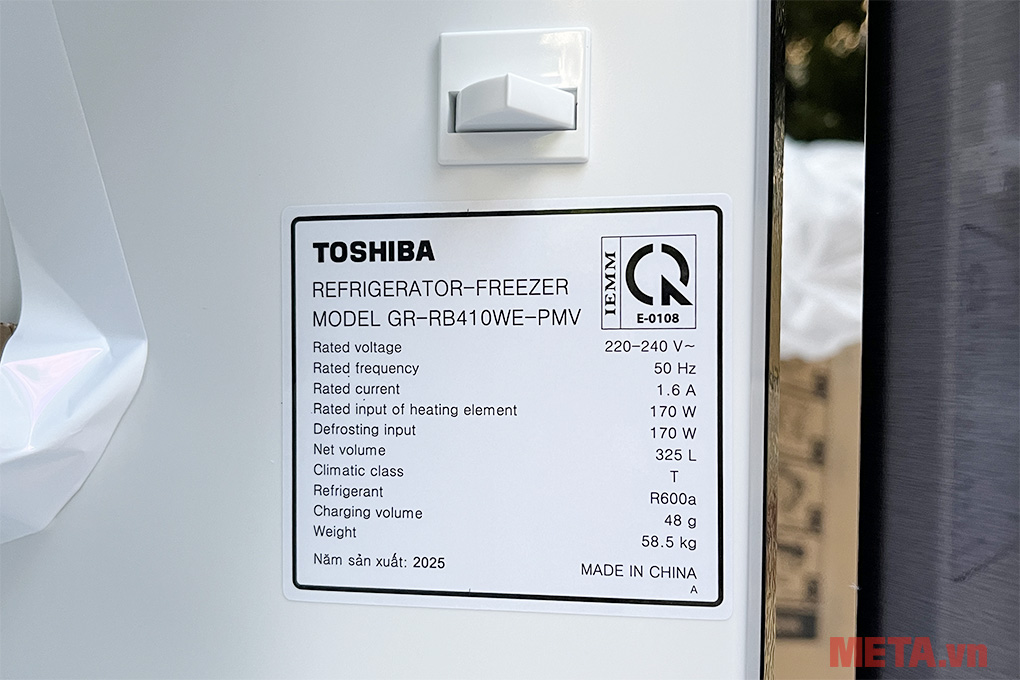 TOSHIBA
REFRIGERATOR-FREEZER
MODEL GR-RB410WE-PMV
IEMM
E-0108
Rated voltage 220-240 V~
Rated frequency 50 Hz
Rated current 1.6 A
Rated input of heating element 170 W
Defrosting input 170 W
Net volume 325 L
Climatic class T
Refrigerant R600a
Charging volume 48 g
Weight 58.5 kg
Năm sản xuất: 2025 MADE IN CHINA
A
META.vn